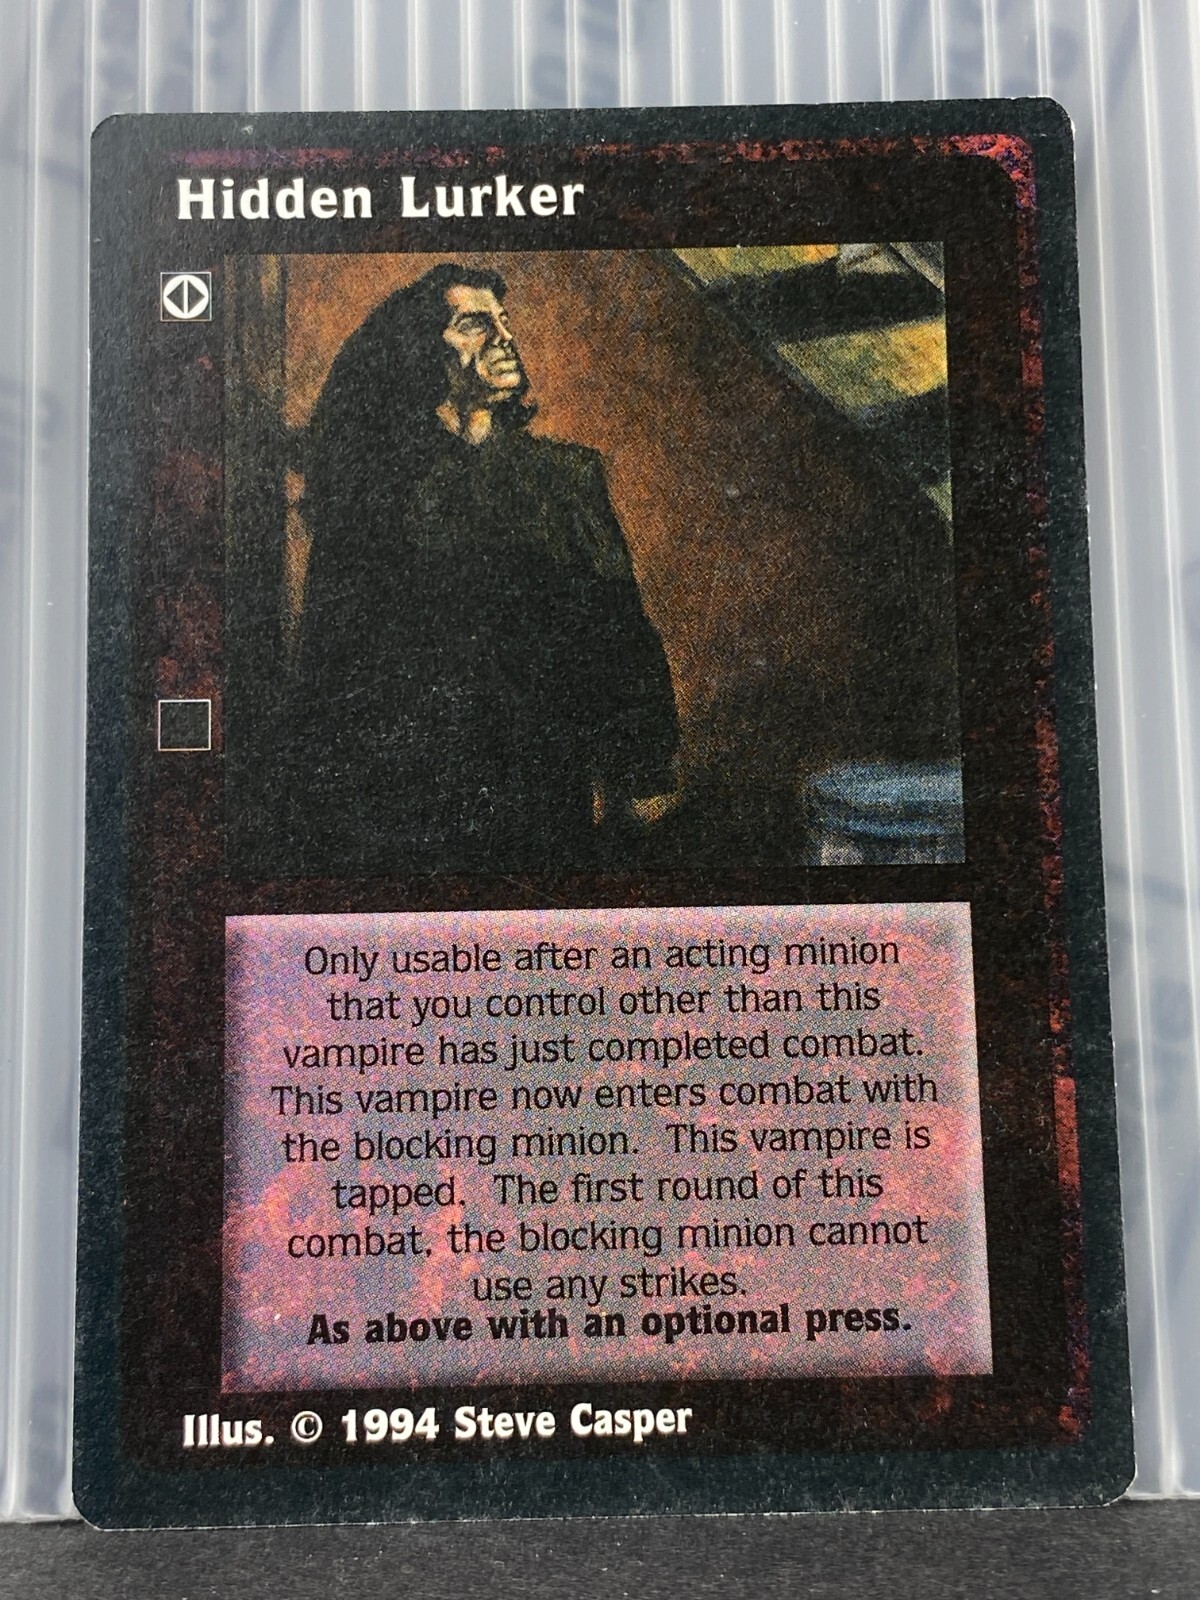 Hidden Lurker
Only usable after an acting minion
that you control other than this
vampire has just completed combat.
This vampire now enters combat with
the blocking minion. This vampire is
tapped. The first round of this
combat, the blocking minion cannot
use any strikes.
As above with an optional press.
Illus. © 1994 Steve Casper